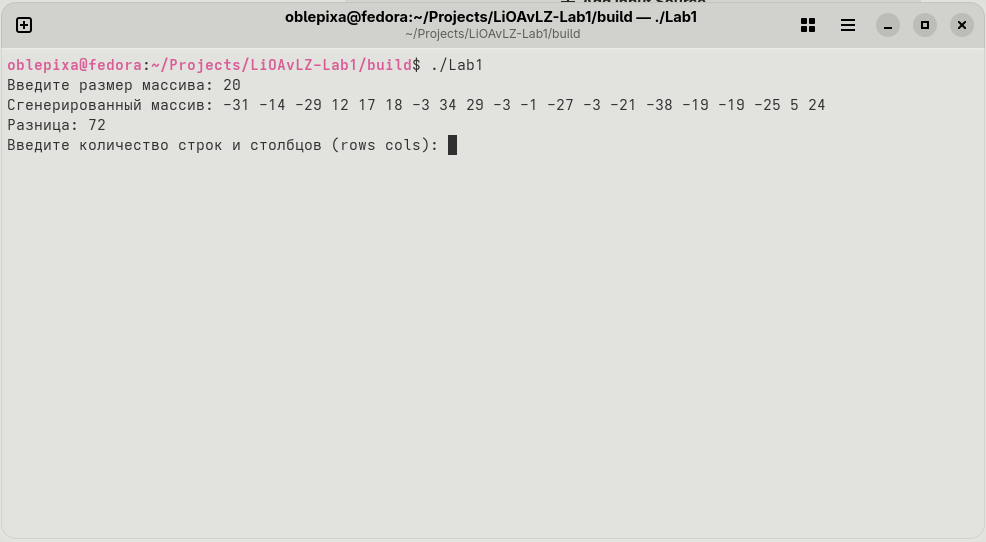 oblepixa@fedora:~/Projects/LiOAvLZ-Lab1/build — ./Lab1
~/Projects/LiOAvLZ-Lab1/build
oblepixa@fedora:~/Projects/LiOAvLZ-Lab1/build$ ./Lab1
Введите размер массива: 20
Сгенерированный массив: -31 -14 -29 12 17 18 -3 34 29 -3 -1 -27 -3 -21 -38 -19 -19 -25 5 24
Разница: 72
Введите количество строк и столбцов (rows cols):